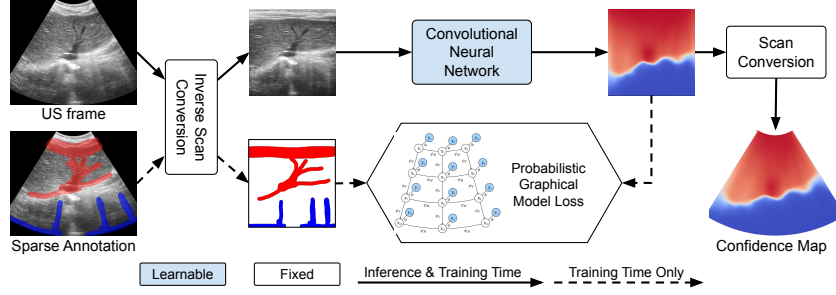 US frame
Sparse Annotation
Inverse Scan
Conversion
Convolutional
Neural
Network
Probabilistic
Graphical
Model Loss
Scan
Conversion
Confidence Map
Learnable
Fixed
Inference & Training Time
Training Time Only